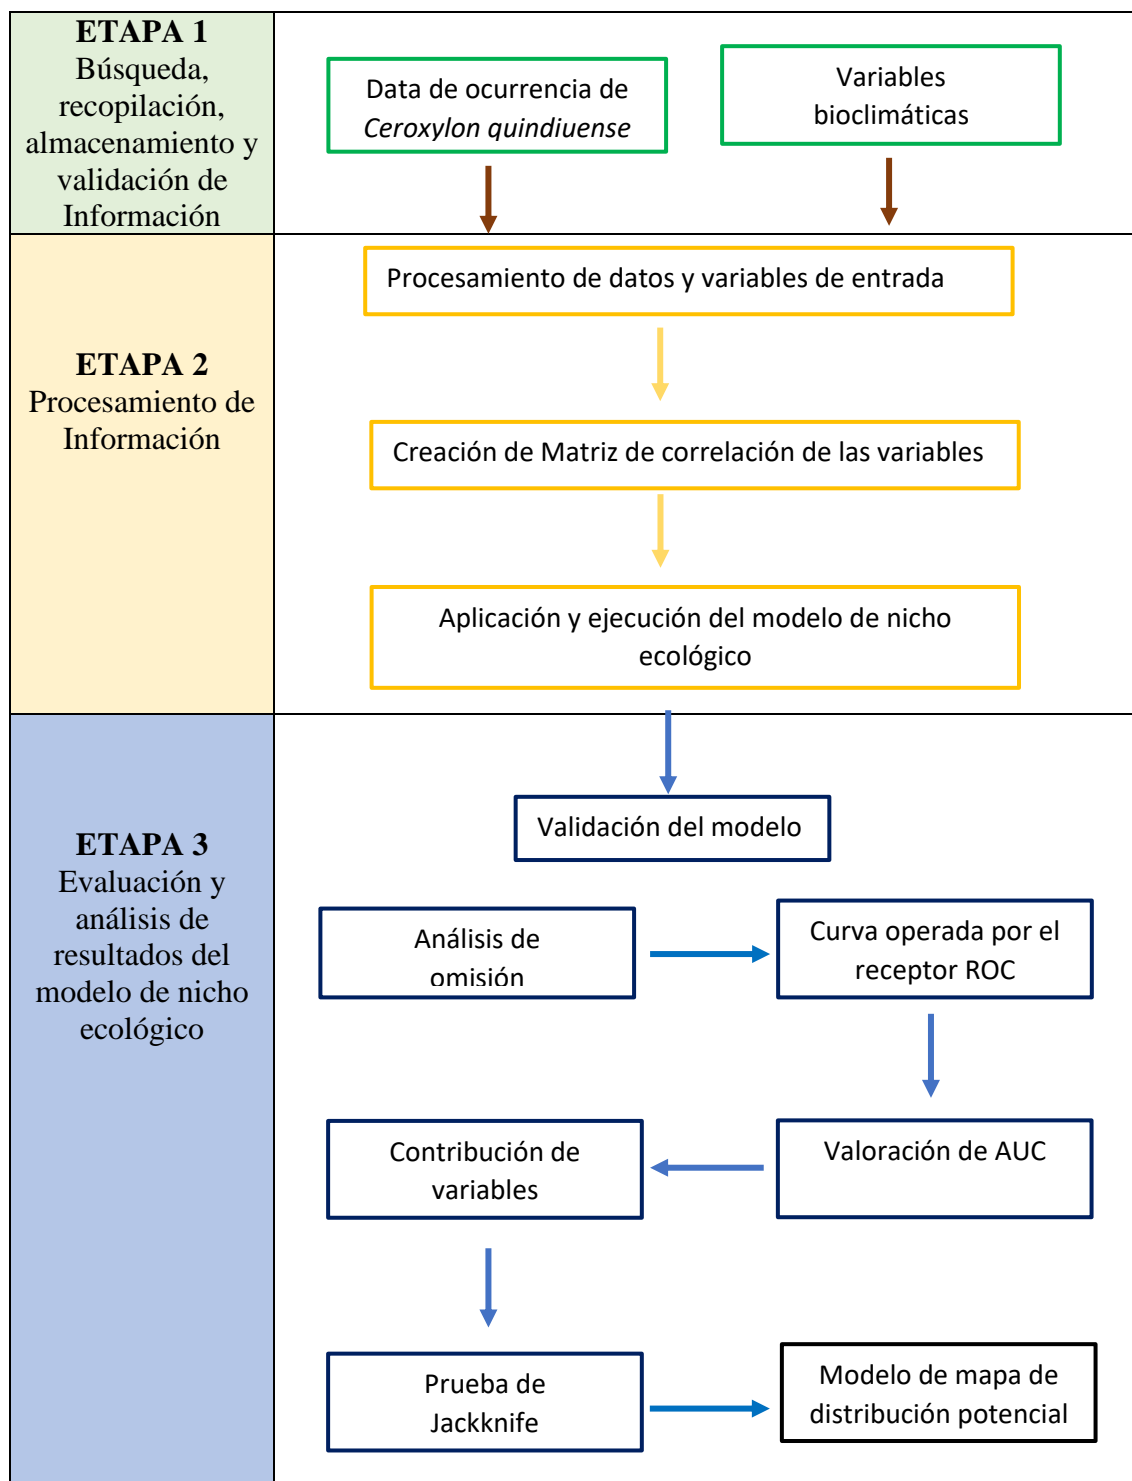 ETAPA 1
Búsqueda,
recopilación,
almacenamiento y
validación de
Información
Data de ocurrencia de
Ceroxylon quindiuense
Variables
bioclimáticas
ETAPA 2
Procesamiento de
Información
Procesamiento de datos y variables de entrada
Creación de Matriz de correlación de las variables
Aplicación y ejecución del modelo de nicho
ecológico
ETAPA 3
Evaluación y
análisis de
resultados del
modelo de nicho
ecológico
Validación del modelo
Análisis de
omisión
Curva operada por el
receptor ROC
Valoración de AUC
Contribución de
variables
Prueba de
Jackknife
Modelo de mapa de
distribución potencial